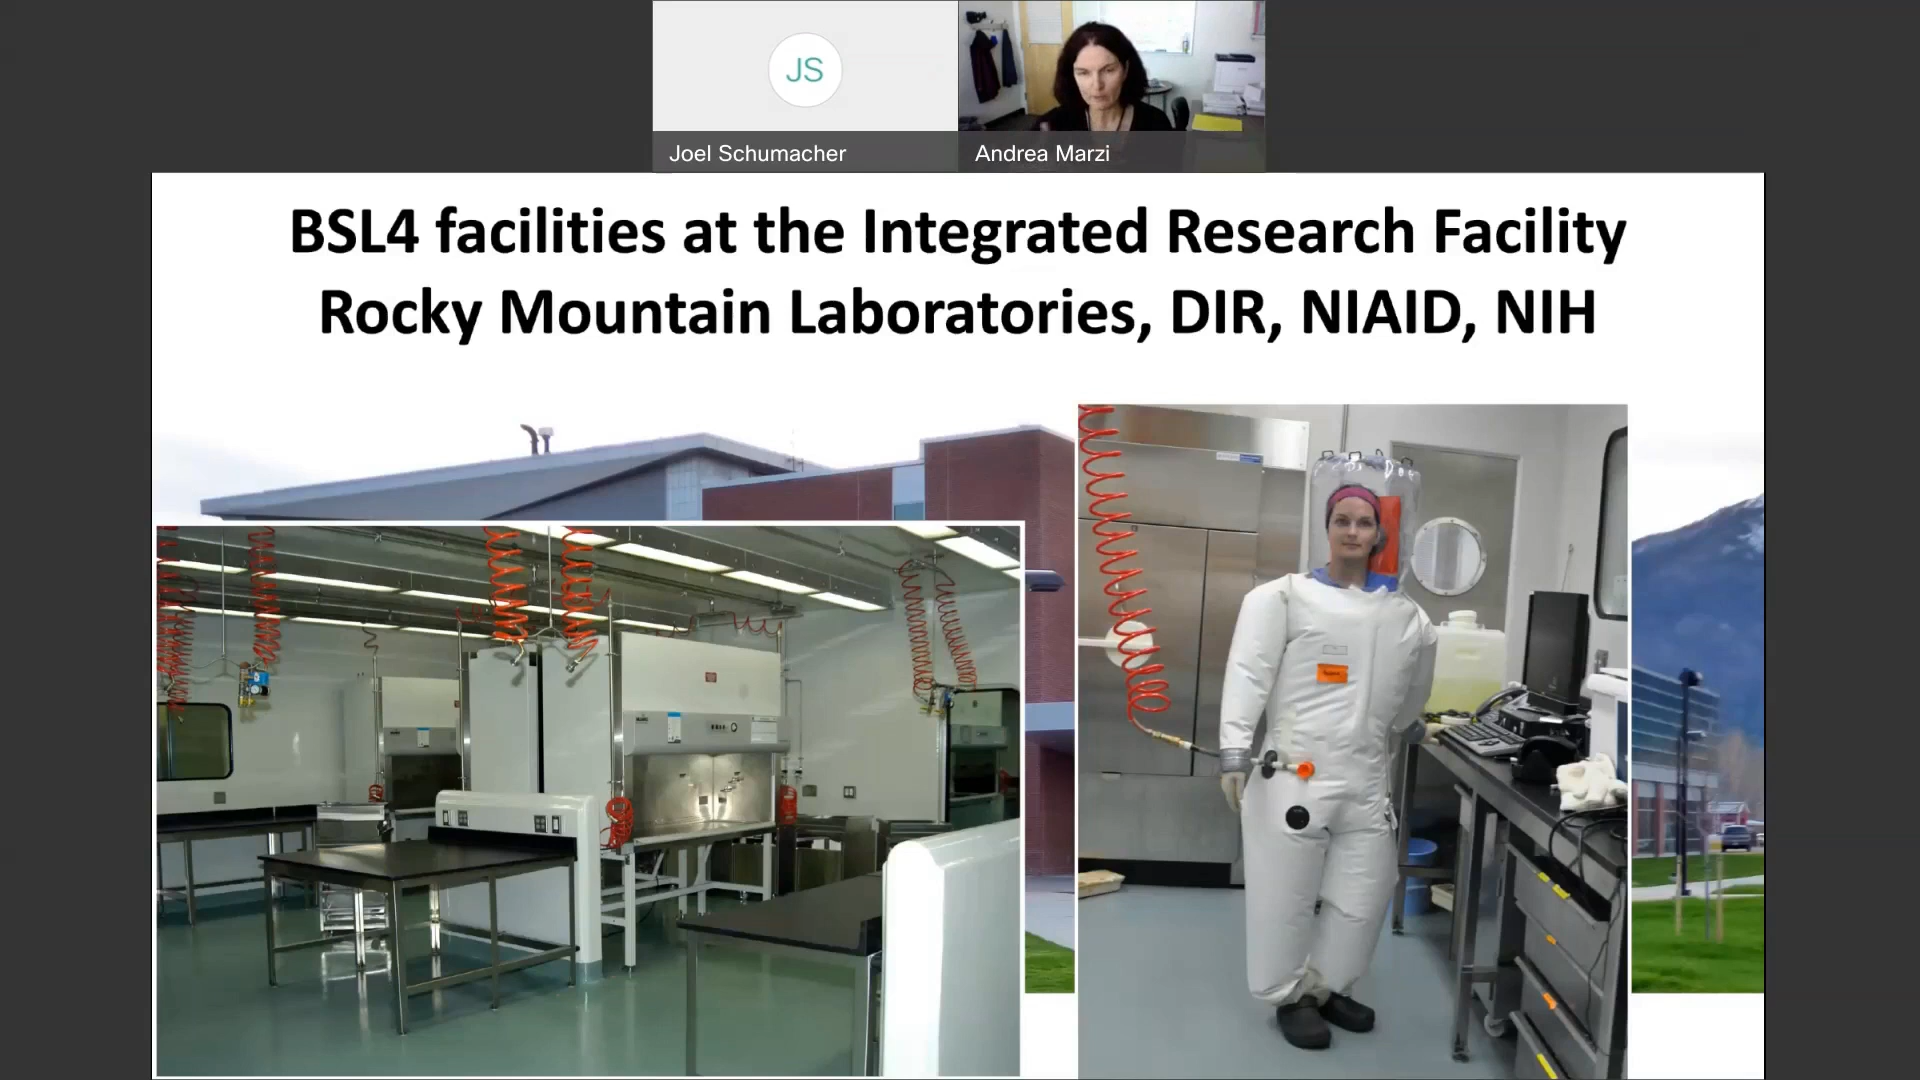 JS
Joel Schumacher
Andrea Marzi
BSL4 facilities at the Integrated Research Facility
Rocky Mountain Laboratories, DIR, NIAID, NIH